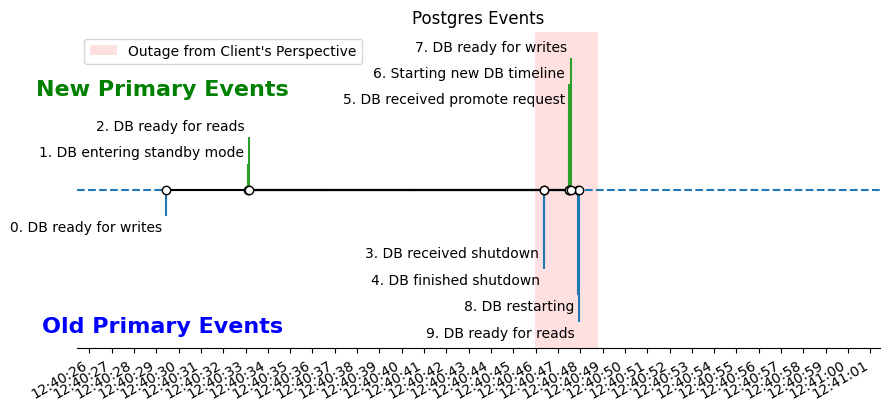 Postgres Events
Outage from Client's Perspective
7. DB ready for writes
6. Starting new DB timeline
New Primary Events
5. DB received promote request
2. DB ready for reads
1. DB entering standby mode
0. DB ready for writes
3. DB received shutdown
4. DB finished shutdown
8. DB restarting
Old Primary Events
9. DB ready for reads
12:40:26
12:40:27
12:40:28
12:40:29
12:40:30
12:40:31
12:40:32
12:40:33
12:40:34
12:40:35
12:40:36
12:40:37
12:40:38
12:40:39
12:40:40
12:40:41
12:40:42
12:40:43
12:40:44
12:40:45
12:40:46
12:40:47
12:40:48
12:40:49
12:40:50
12:40:51
12:40:52
12:40:53
12:40:54
12:40:55
12:40:56
12:40:57
12:40:58
12:40:59
12:41:00
12:41:01